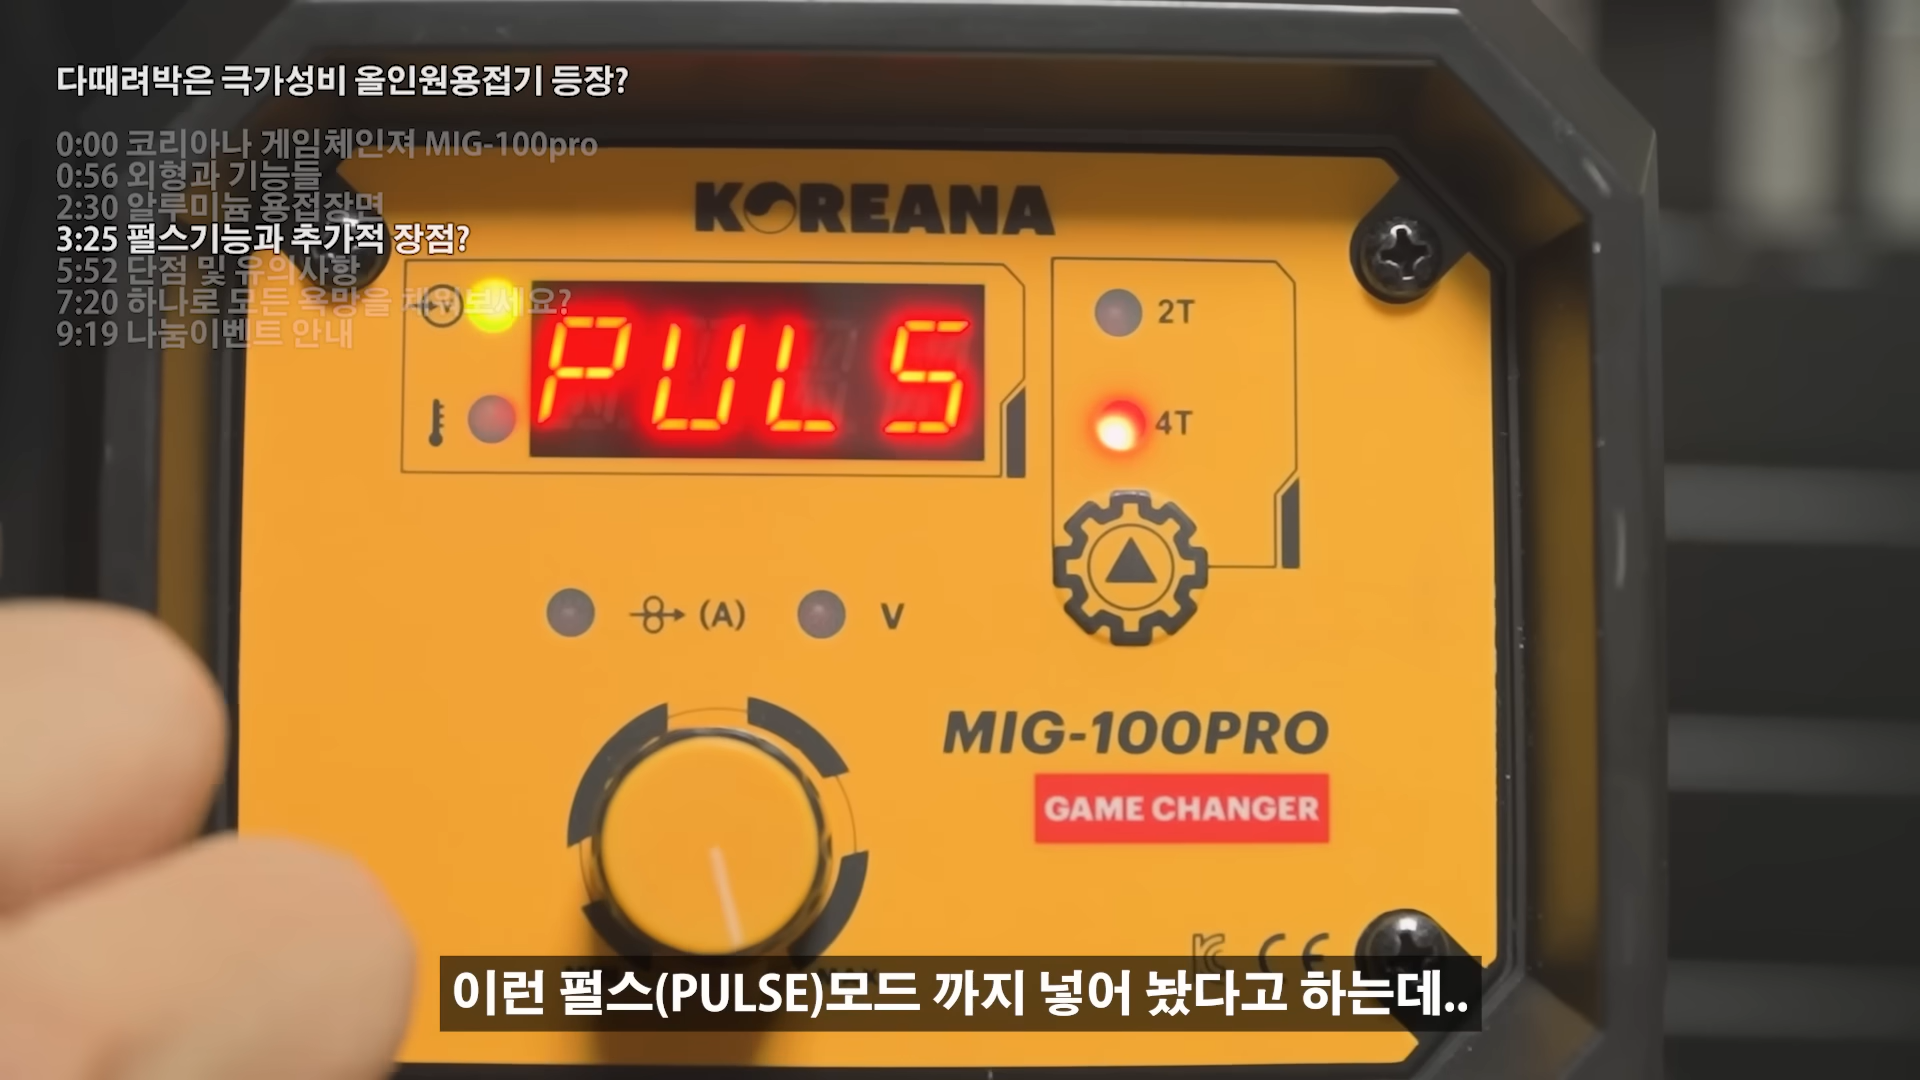 다때려박은 극가성비 올인원용접기 등장?
0:00 코리아나 게임체인져 MIG-100pro
0:56 외형과 기능들
2:30 알루미늄 용접장면
3:25 펄스기능과 추가적 장점?
5:52 단점 및 유의사항
7:20 하나로 모든 욕망을 채워보세요?
9:19 나눔이벤트 안내
KOREANA
V
PULS
2T
4T
(A)
V
MIG-100PRO
GAME CHANGER
CE
이런 펄스(PULSE)모드 까지 넣어 놨다고 하는데..